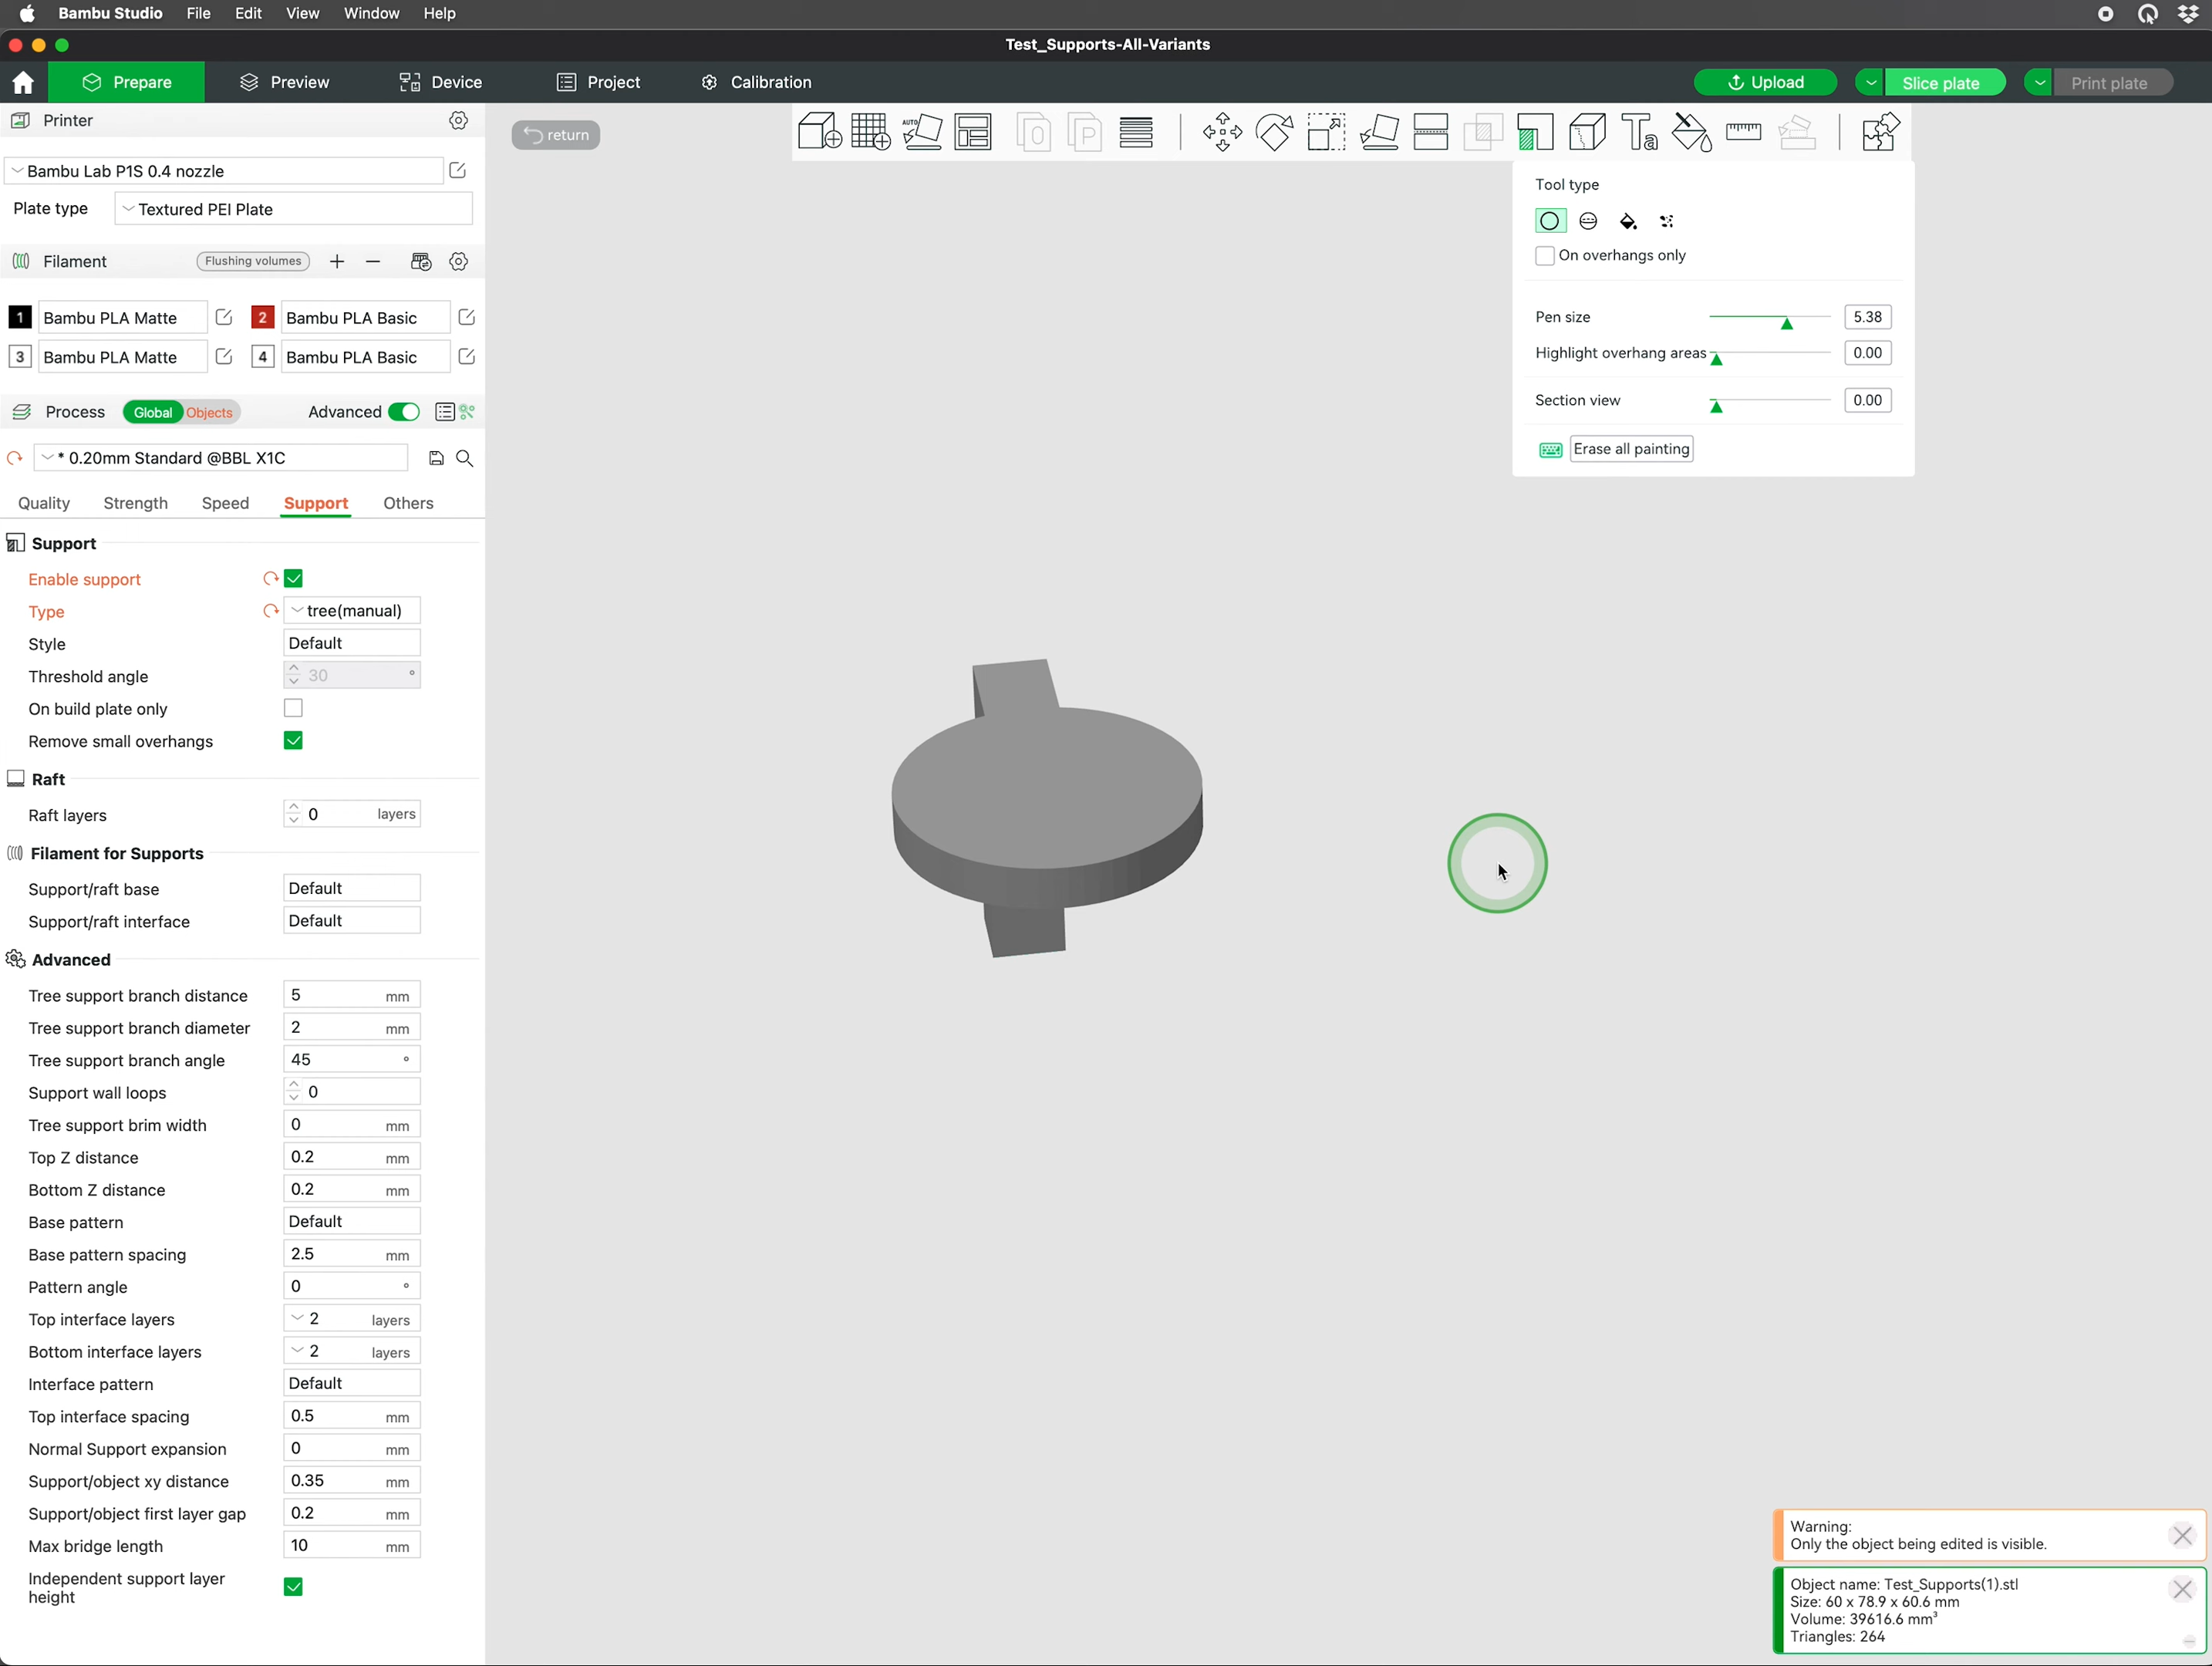 Bambu Studio File Edit View Window Help
Test_Supports-All-Variants
Prepare Preview Device Project Calibration Upload Slice plate Print plate
Printer
Bambu Lab P1S 0.4 nozzle
Plate type Textured PEI Plate
Filament Flushing volumes
1 Bambu PLA Matte 2 Bambu PLA Basic
3 Bambu PLA Matte 4 Bambu PLA Basic
Process Global Objects Advanced
* 0.20mm Standard @BBL X1C
Quality Strength Speed Support Others
Support
Enable support
Type tree(manual)
Style Default
Threshold angle 30 °
On build plate only
Remove small overhangs
Raft
Raft layers 0 layers
Filament for Supports
Support/raft base Default
Support/raft interface Default
Advanced
Tree support branch distance 5 mm
Tree support branch diameter 2 mm
Tree support branch angle 45 °
Support wall loops 0
Tree support brim width 0 mm
Top Z distance 0.2 mm
Bottom Z distance 0.2 mm
Base pattern Default
Base pattern spacing 2.5 mm
Pattern angle 0 °
Top interface layers 2 layers
Bottom interface layers 2 layers
Interface pattern Default
Top interface spacing 0.5 mm
Normal Support expansion 0 mm
Support/object xy distance 0.35 mm
Support/object first layer gap 0.2 mm
Max bridge length 10 mm
Independent support layer
height
return
AUTO O P Ta
Tool type
On overhangs only
Pen size 5.38
Highlight overhang areas 0.00
Section view 0.00
Erase all painting
Warning:
Only the object being edited is visible.
Object name: Test_Supports(1).stl
Size: 60 x 78.9 x 60.6 mm
Volume: 39616.6 mm³
Triangles: 264